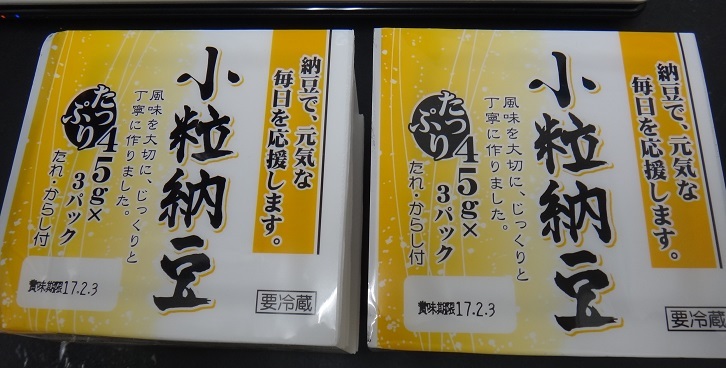 納豆で、元気な
毎日を応援します。
小粒納豆
風味を大切に、じっくりと
丁寧に作りました。
たっぷり
45g×
3パック
たれ・からし付
賞味期限17.2.3
要冷蔵
納豆で、元気な
毎日を応援します。
小粒納豆
風味を大切に、じっくりと
丁寧に作りました。
たっぷり
45g×
3パック
たれ・からし付
賞味期限17.2.3
要冷蔵